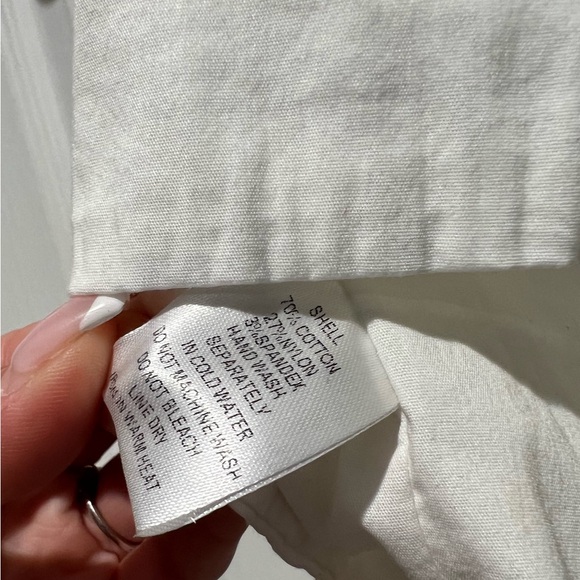 SHELL
70% COTTON
27%NYLON
3%SPANDEX
HAND WASH
SEPARATELY
IN COLD WATER
DO NOT MACHINE WASH
DO NOT BLEACH
LINE DRY
IRON WARM HEAT